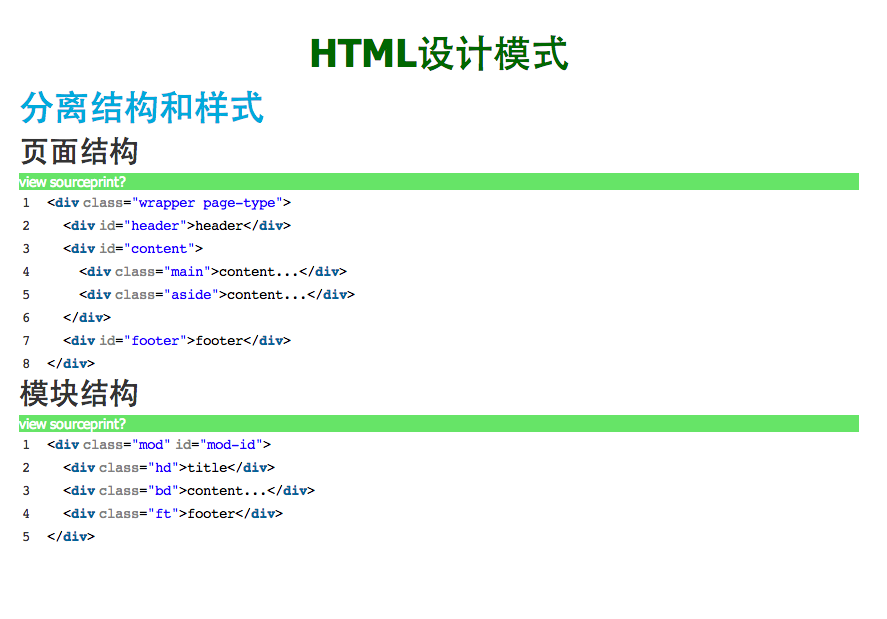 HTML设计模式
分离结构和样式
页面结构
view sourceprint?
1 <div class="wrapper page-type">
2 <div id="header">header</div>
3 <div id="content">
4 <div class="main">content...</div>
5 <div class="aside">content...</div>
6 </div>
7 <div id="footer">footer</div>
8 </div>
模块结构
view sourceprint?
1 <div class="mod" id="mod-id">
2 <div class="hd">title</div>
3 <div class="bd">content...</div>
4 <div class="ft">footer</div>
5 </div>